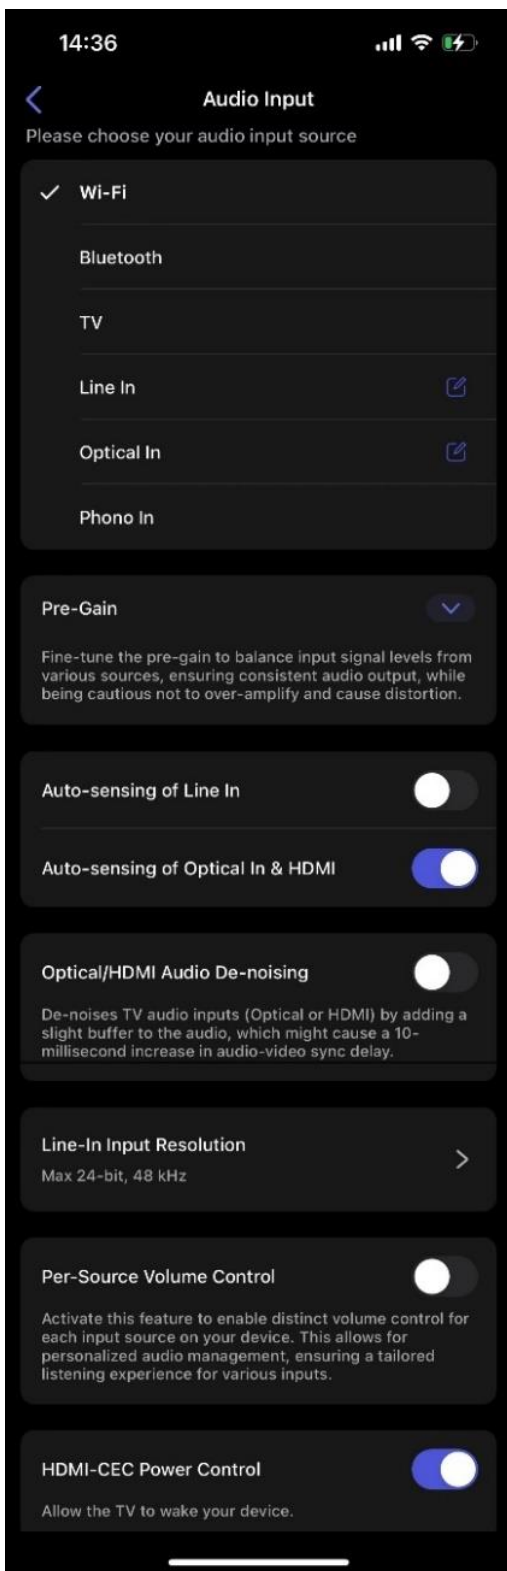 14:36
Audio Input
Please choose your audio input source
Wi-Fi
Bluetooth
TV
Line In
Optical In
Phono In
Pre-Gain
Fine-tune the pre-gain to balance input signal levels from
various sources, ensuring consistent audio output, while
being cautious not to over-amplify and cause distortion.
Auto-sensing of Line In
Auto-sensing of Optical In & HDMI
Optical/HDMI Audio De-noising
De-noises TV audio inputs (Optical or HDMI) by adding a
slight buffer to the audio, which might cause a 10-
millisecond increase in audio-video sync delay.
Line-In Input Resolution
Max 24-bit, 48 kHz
Per-Source Volume Control
Activate this feature to enable distinct volume control for
each input source on your device. This allows for
personalized audio management, ensuring a tailored
listening experience for various inputs.
HDMI-CEC Power Control
Allow the TV to wake your device.